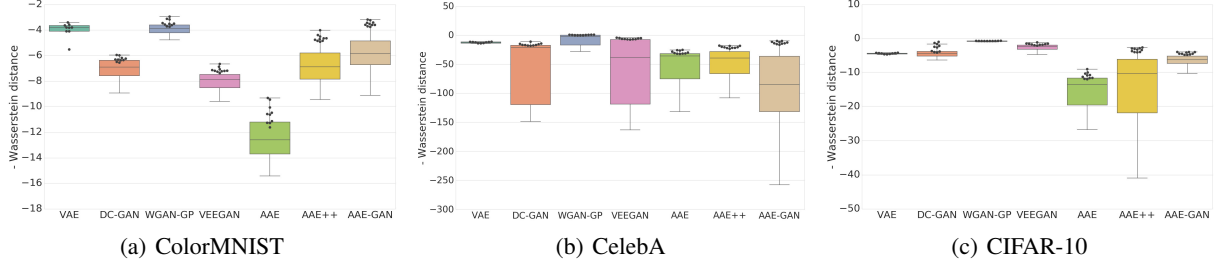 - Wasserstein distance
−4
−6
−8
−10
−12
−14
−16
−18
VAE DC-GAN WGAN-GP VEEGAN AAE AAE++ AAE-GAN
(a) ColorMNIST
- Wasserstein distance
50
0
−50
−100
−150
−200
−250
−300
VAE DC-GAN WGAN-GP VEEGAN AAE AAE++ AAE-GAN
(b) CelebA
- Wasserstein distance
10
0
−10
−20
−30
−40
−50
VAE DC-GAN WGAN-GP VEEGAN AAE AAE++ AAE-GAN
(c) CIFAR-10